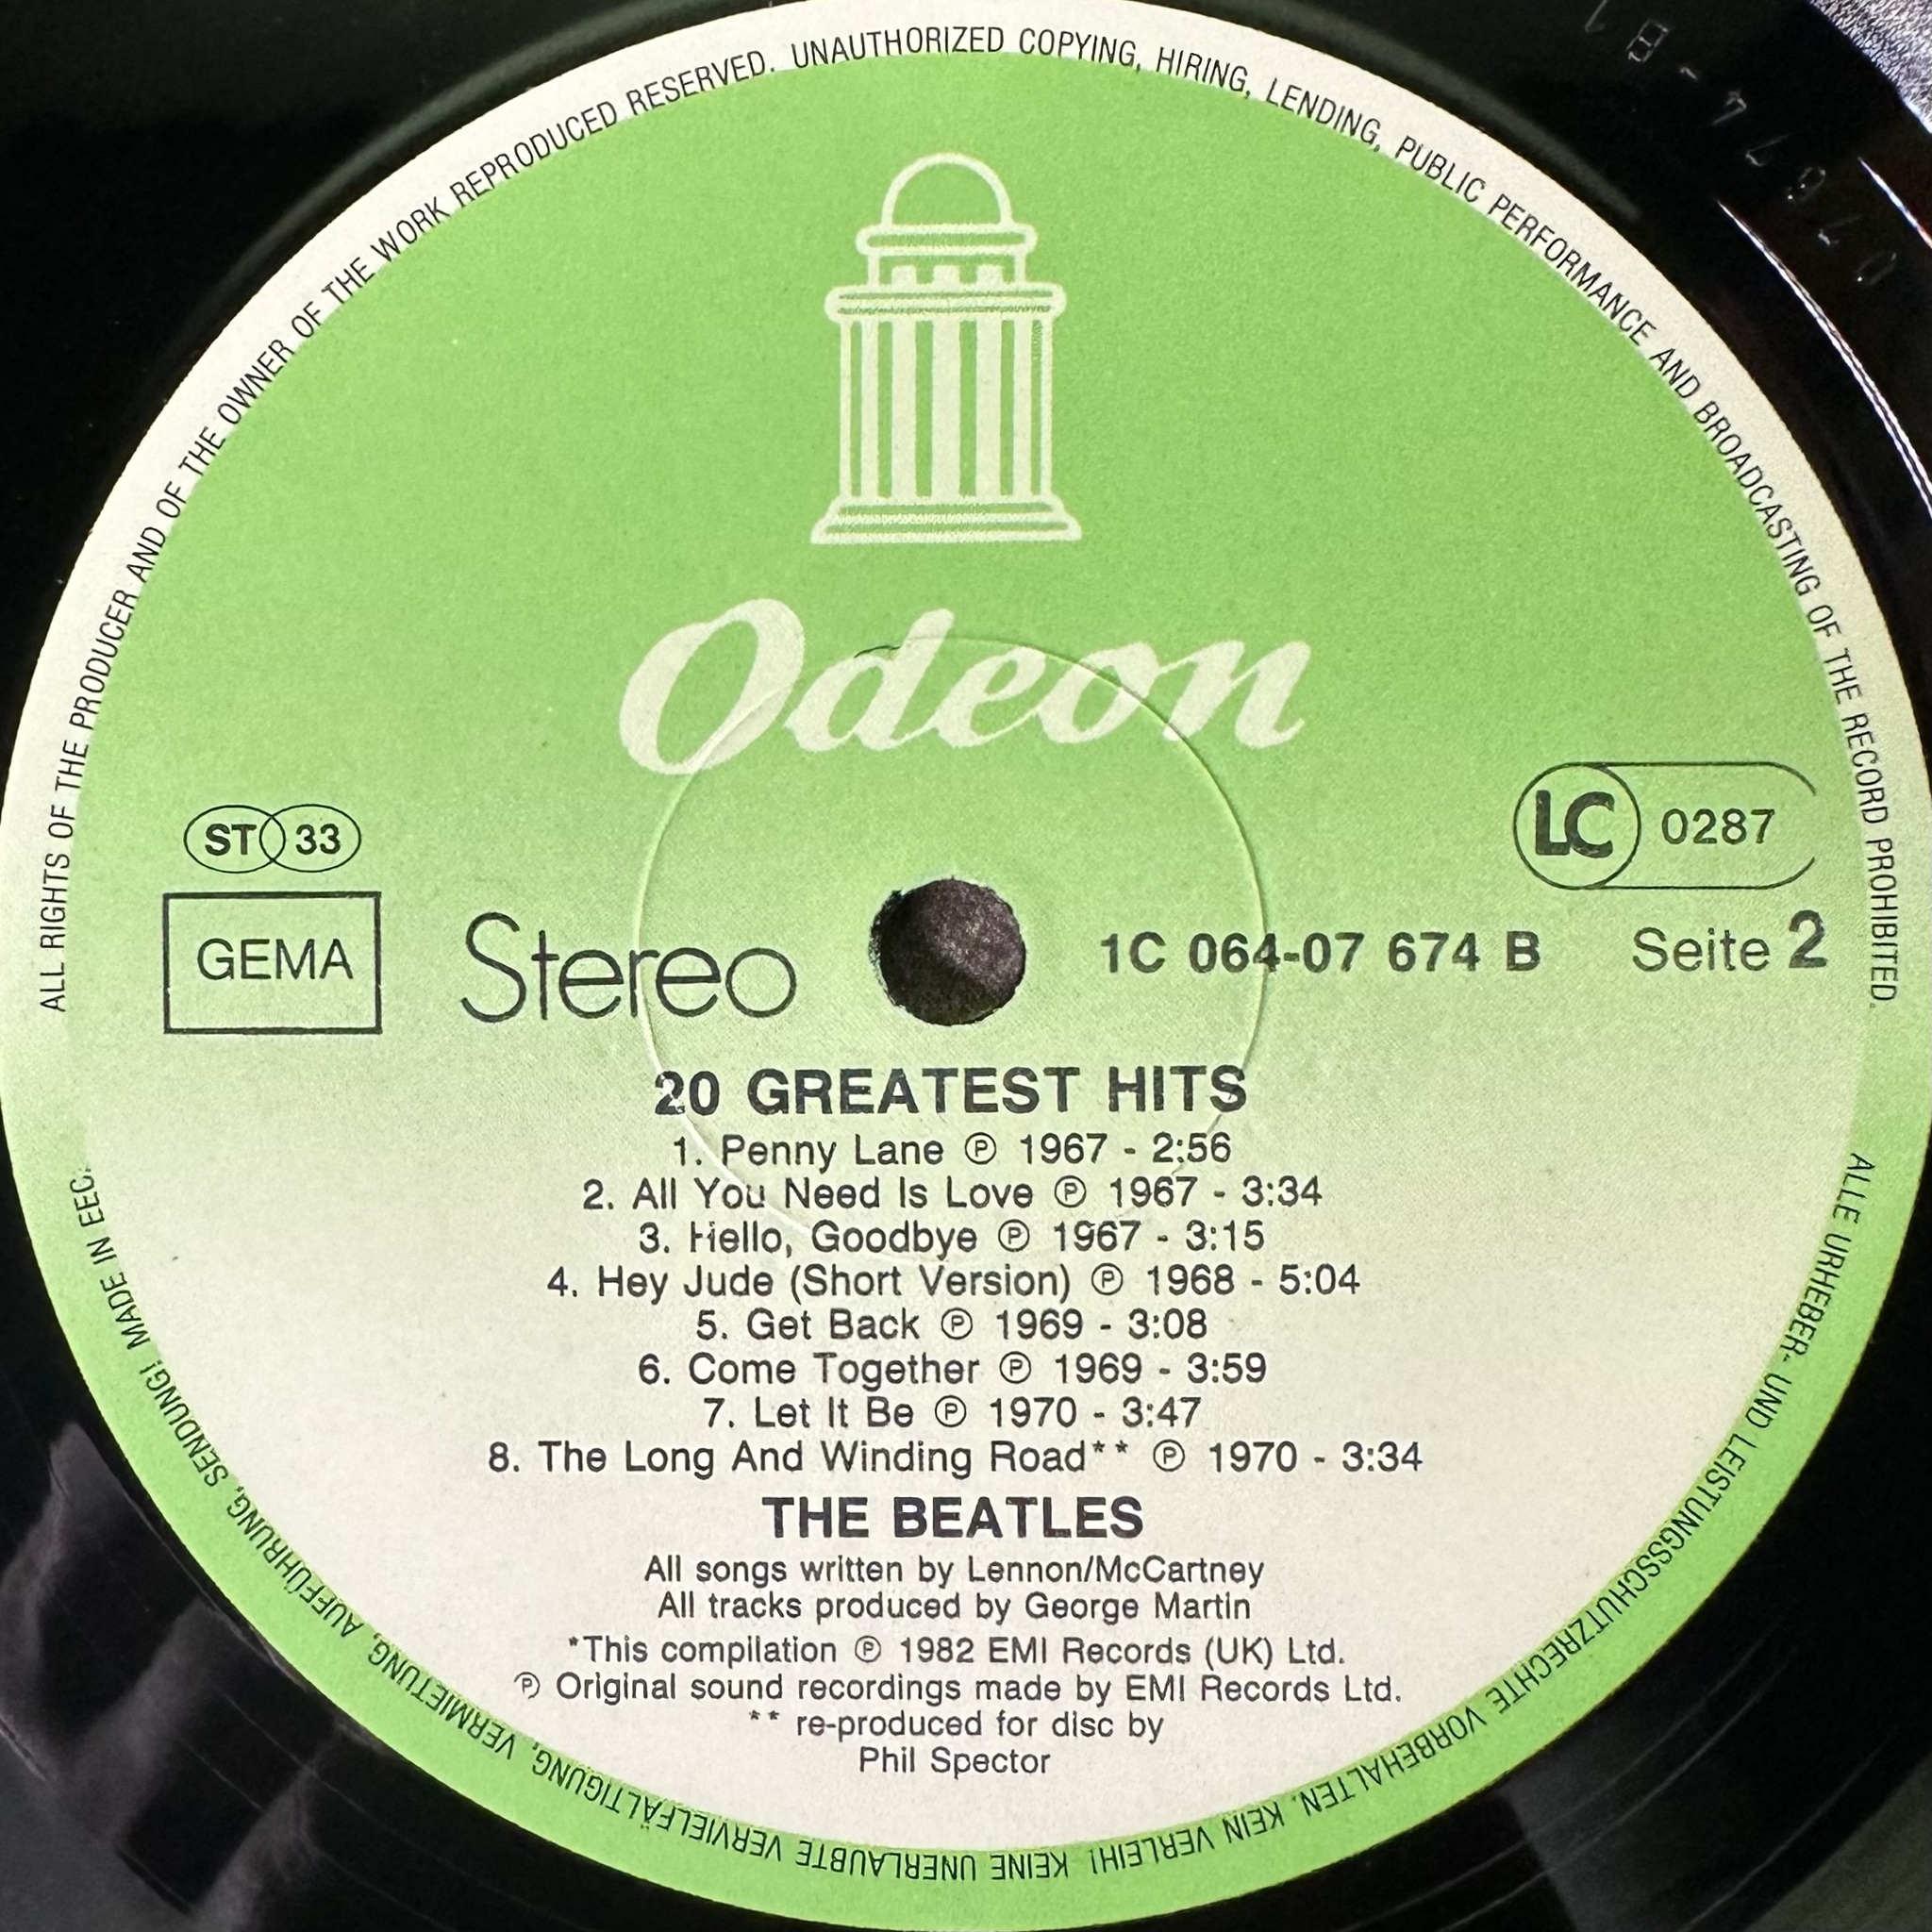 ALL RIGHTS OF THE PRODUCER AND OF THE OWNER OF THE WORK REPRODUCED RESERVED. UNAUTHORIZED COPYING, HIRING, LENDING, PUBLIC PERFORMANCE AND BROADCASTING OF THE RECORD PROHIBITED.
Odeon
ST 33
LC 0287
GEMA
Stereo
1C 064-07 674 B
Seite 2
20 GREATEST HITS
1. Penny Lane Ⓟ 1967 - 2:56
2. All You Need Is Love Ⓟ 1967 - 3:34
3. Hello, Goodbye Ⓟ 1967 - 3:15
4. Hey Jude (Short Version) Ⓟ 1968 - 5:04
5. Get Back Ⓟ 1969 - 3:08
6. Come Together Ⓟ 1969 - 3:59
7. Let It Be Ⓟ 1970 - 3:47
8. The Long And Winding Road** Ⓟ 1970 - 3:34
THE BEATLES
All songs written by Lennon/McCartney
All tracks produced by George Martin
*This compilation Ⓟ 1982 EMI Records (UK) Ltd.
Ⓟ Original sound recordings made by EMI Records Ltd.
** re-produced for disc by
Phil Spector
ALLE URHEBER- UND LEISTUNGSSCHUTZRECHTE VORBEHALTEN. KEIN VERLEIH! KEINE UNERLAUBTE VERVIELFÄLTIGUNG, VERMIETUNG, AUFFÜHRUNG, SENDUNG! MADE IN EEC.